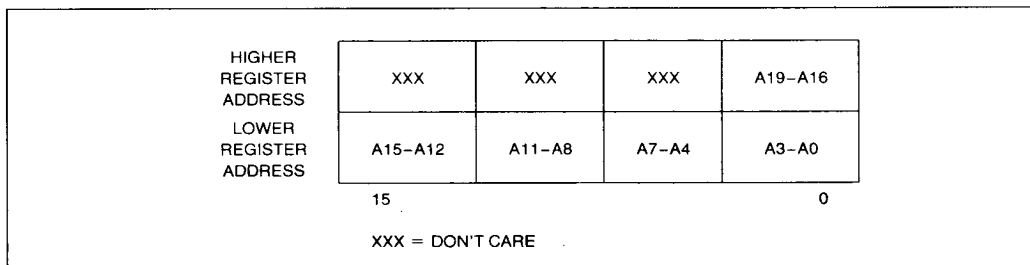 HIGHER
REGISTER
ADDRESS
XXX XXX XXX A19–A16
LOWER
REGISTER
ADDRESS
A15–A12 A11–A8 A7–A4 A3–A0
15 0
XXX = DON'T CARE